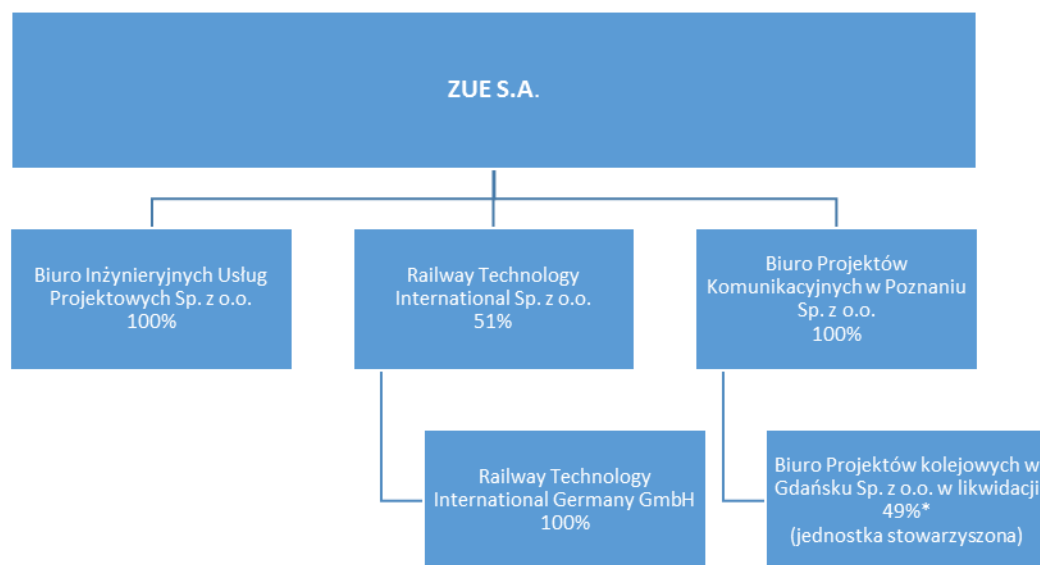 ZUE S.A.
Biuro Inżynieryjnych Usług
Projektowych Sp. z o.o.
100%
Railway Technology
International Sp. z o.o.
51%
Biuro Projektów
Komunikacyjnych w Poznaniu
Sp. z o.o.
100%
Railway Technology
International Germany GmbH
100%
Biuro Projektów kolejowych w
Gdańsku Sp. z o.o. w likwidacji
49%*
(jednostka stowarzyszona)